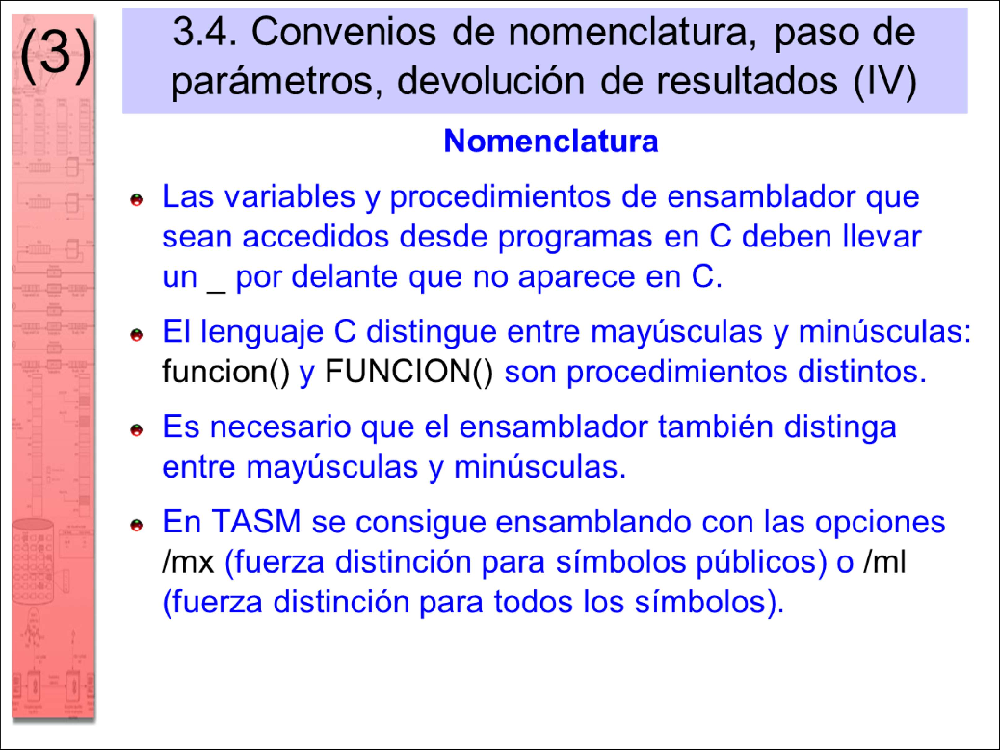 (3)
3.4. Convenios de nomenclatura, paso de
parámetros, devolución de resultados (IV)
Nomenclatura
Las variables y procedimientos de ensamblador que
sean accedidos desde programas en C deben llevar
un _ por delante que no aparece en C.
El lenguaje C distingue entre mayúsculas y minúsculas:
funcion() y FUNCION() son procedimientos distintos.
Es necesario que el ensamblador también distinga
entre mayúsculas y minúsculas.
En TASM se consigue ensamblando con las opciones
/mx (fuerza distinción para símbolos públicos) o /ml
(fuerza distinción para todos los símbolos).